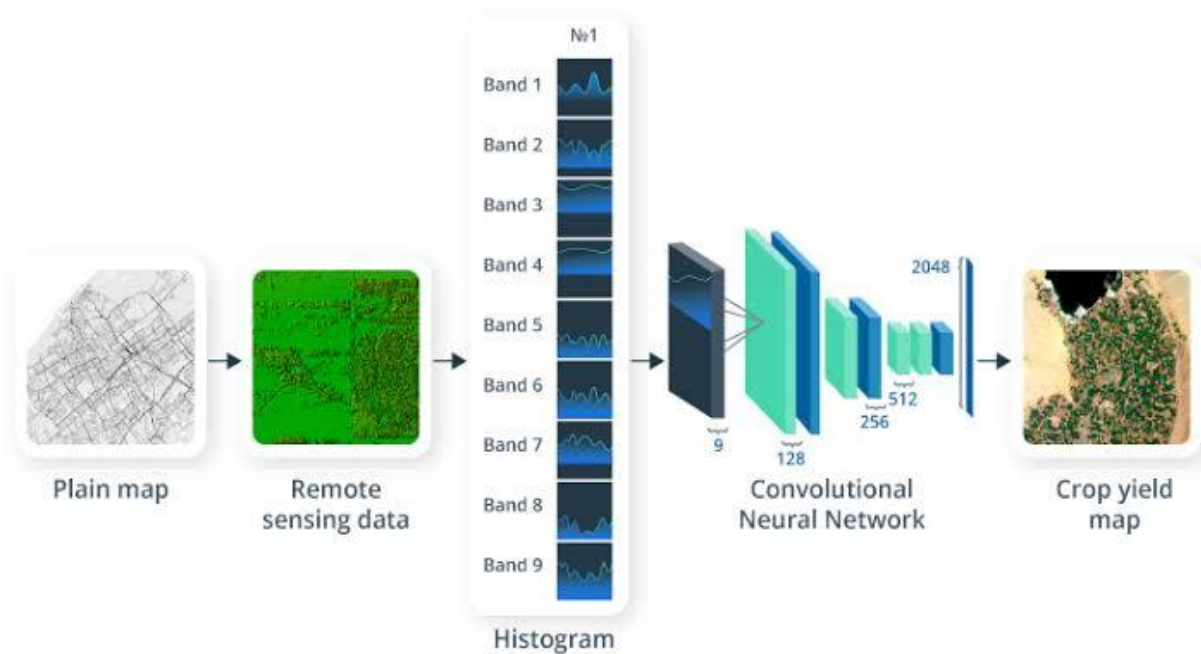 №1
Band 1
Band 2
Band 3
Band 4
Band 5
Band 6
Band 7
Band 8
Band 9
Histogram
Plain map
Remote
sensing data
9
128
256
512
2048
Convolutional
Neural Network
Crop yield
map